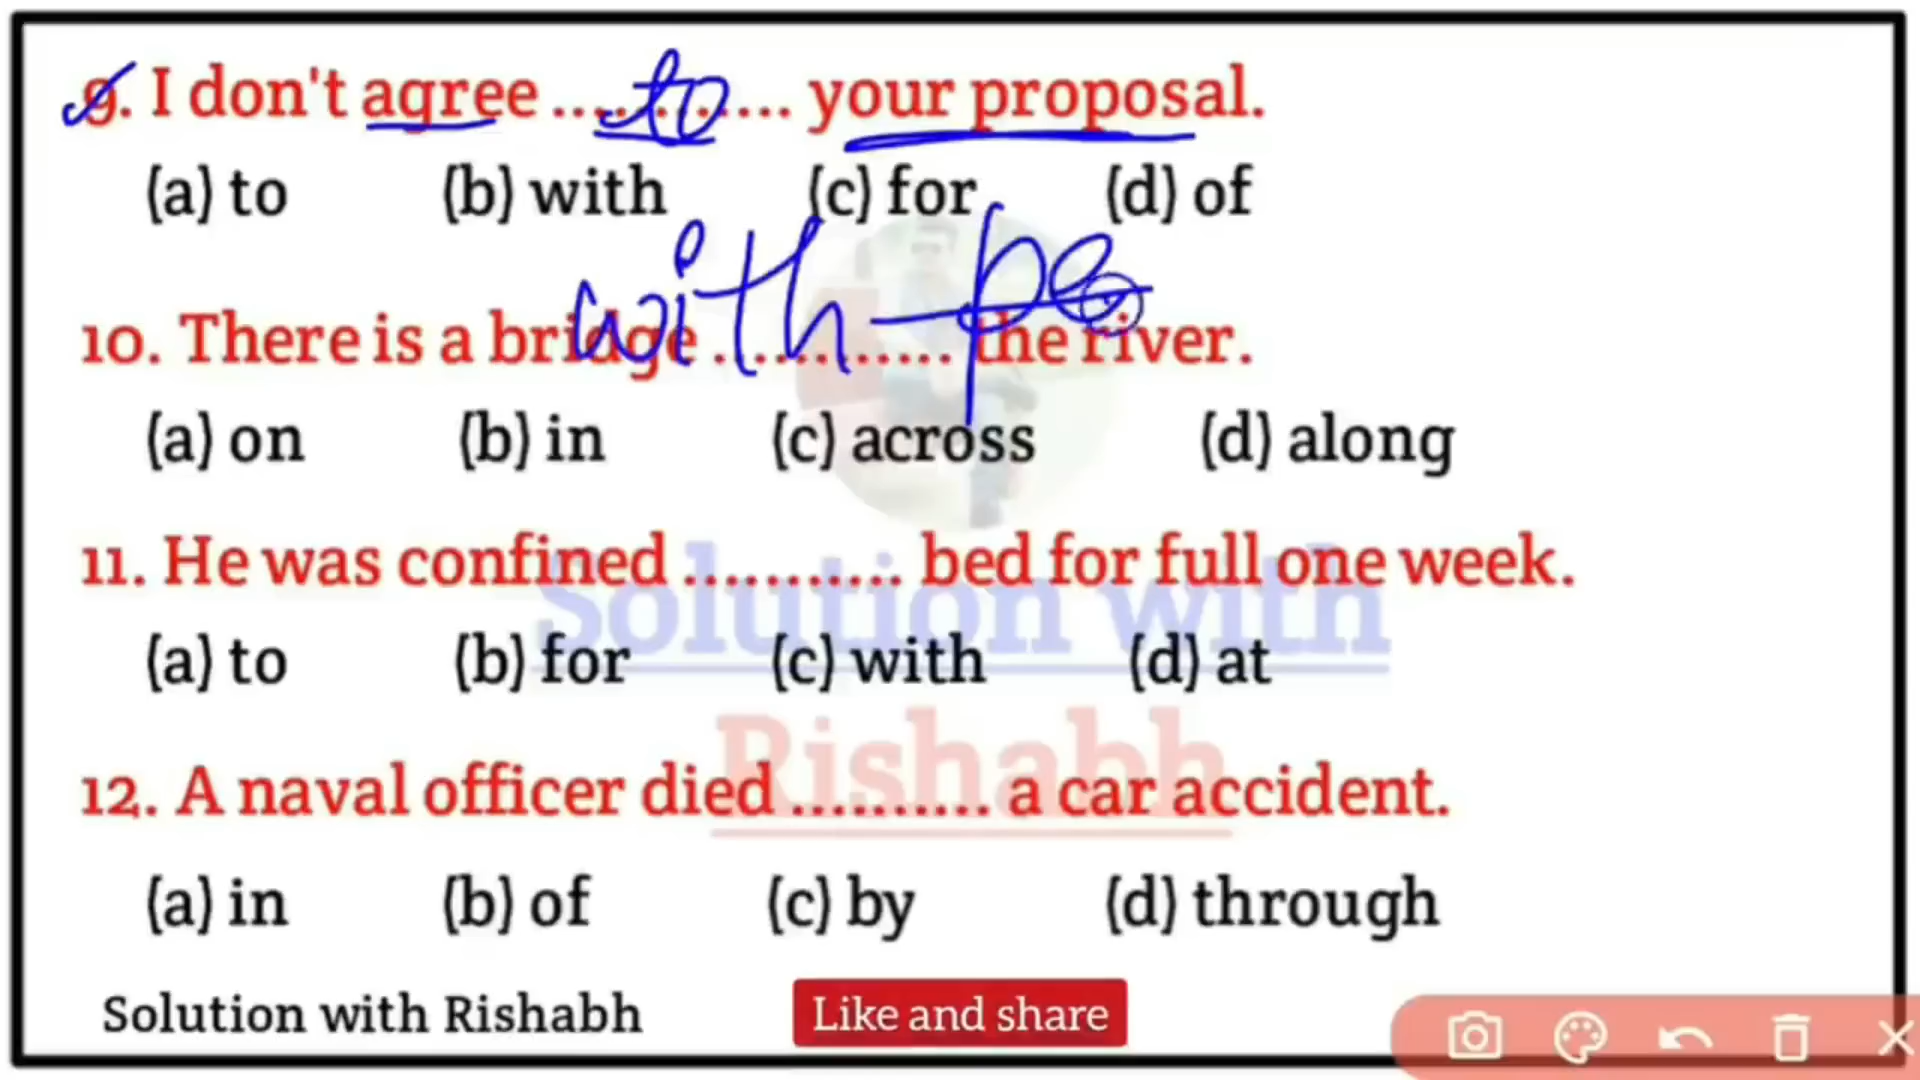 9. I don't agree ....to........ your proposal.
(a) to (b) with (c) for (d) of
with
10. There is a bridge ............ the river.
(a) on (b) in (c) across (d) along
11. He was confined ........... bed for full one week.
(a) to (b) for (c) with (d) at
Solution with
Rishabh
12. A naval officer died .......... a car accident.
(a) in (b) of (c) by (d) through
Solution with Rishabh
Like and share